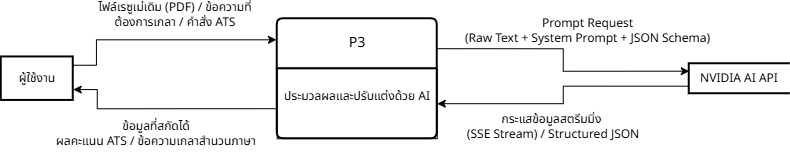 ไฟล์เรซูเม่เดิม (PDF) / ข้อความที่
ต้องการเกลา / คำสั่ง ATS
ผู้ใช้งาน
P3
ประมวลผลและปรับแต่งด้วย AI
Prompt Request
(Raw Text + System Prompt + JSON Schema)
NVIDIA AI API
ข้อมูลที่สกัดได้
ผลคะแนน ATS / ข้อความเกลาสำนวนภาษา
กระแสข้อมูลสตรีมมิ่ง
(SSE Stream) / Structured JSON